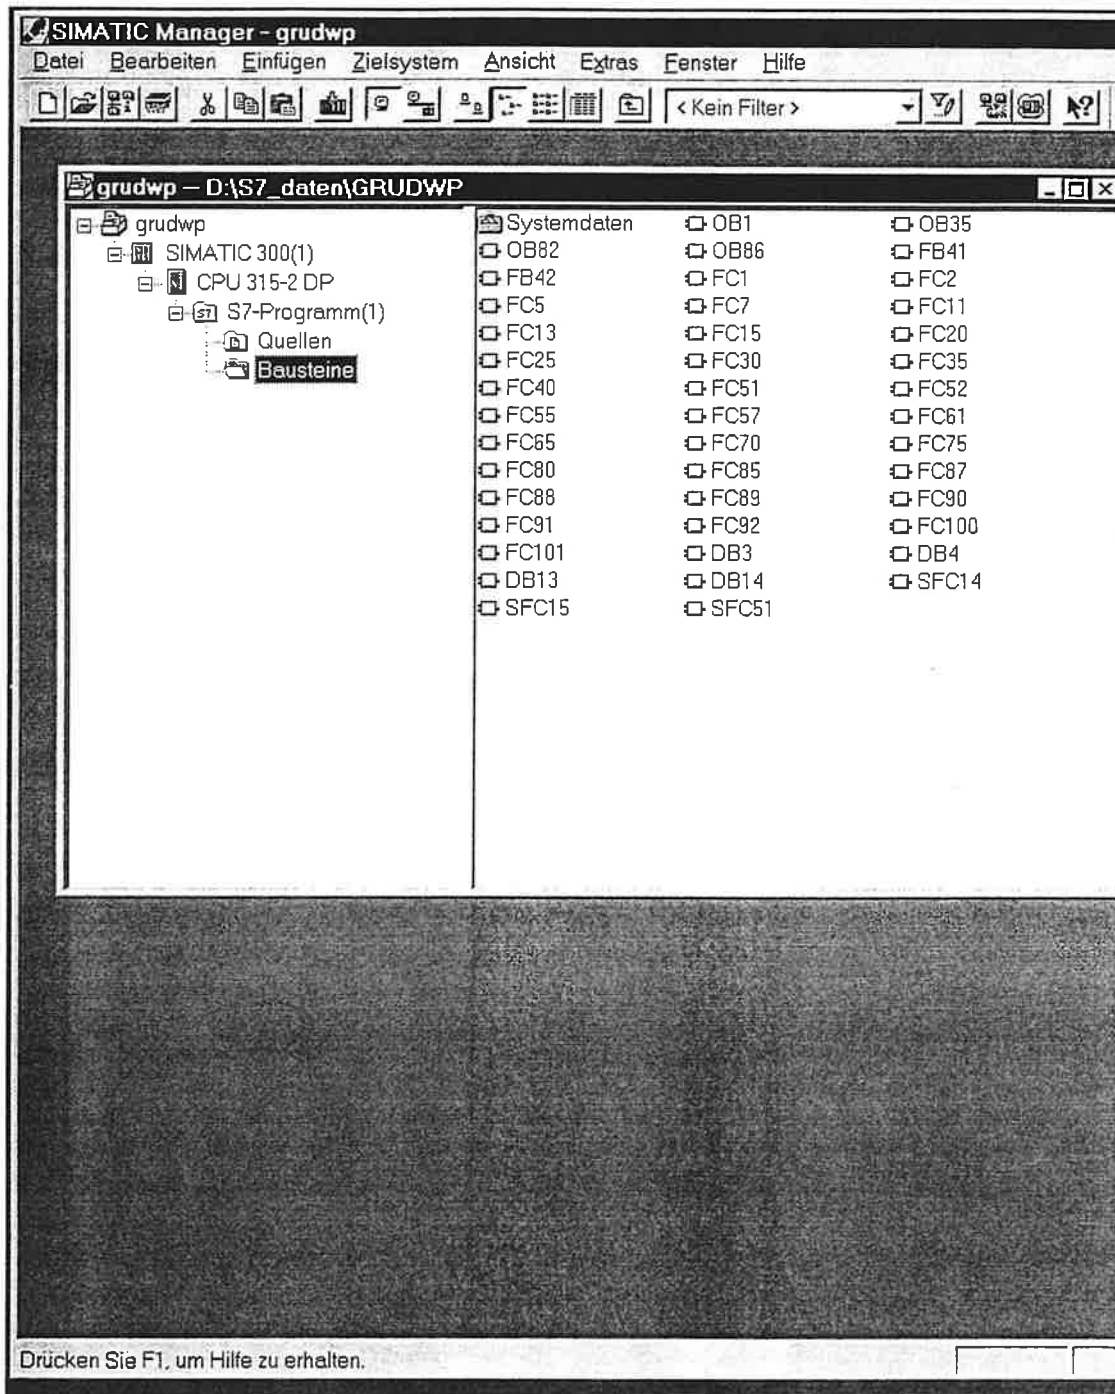 SIMATIC Manager - grudwp
Datei Bearbeiten Einfügen Zielsystem Ansicht Extras Fenster Hilfe
< Kein Filter >
grudwp — D:\S7_daten\GRUDWP
grudwp
SIMATIC 300(1)
CPU 315-2 DP
S7-Programm(1)
Quellen
Bausteine
Systemdaten OB1 OB35
OB82 OB86 FB41
FB42 FC1 FC2
FC5 FC7 FC11
FC13 FC15 FC20
FC25 FC30 FC35
FC40 FC51 FC52
FC55 FC57 FC61
FC65 FC70 FC75
FC80 FC85 FC87
FC88 FC89 FC90
FC91 FC92 FC100
FC101 DB3 DB4
DB13 DB14 SFC14
SFC15 SFC51
Drücken Sie F1, um Hilfe zu erhalten.